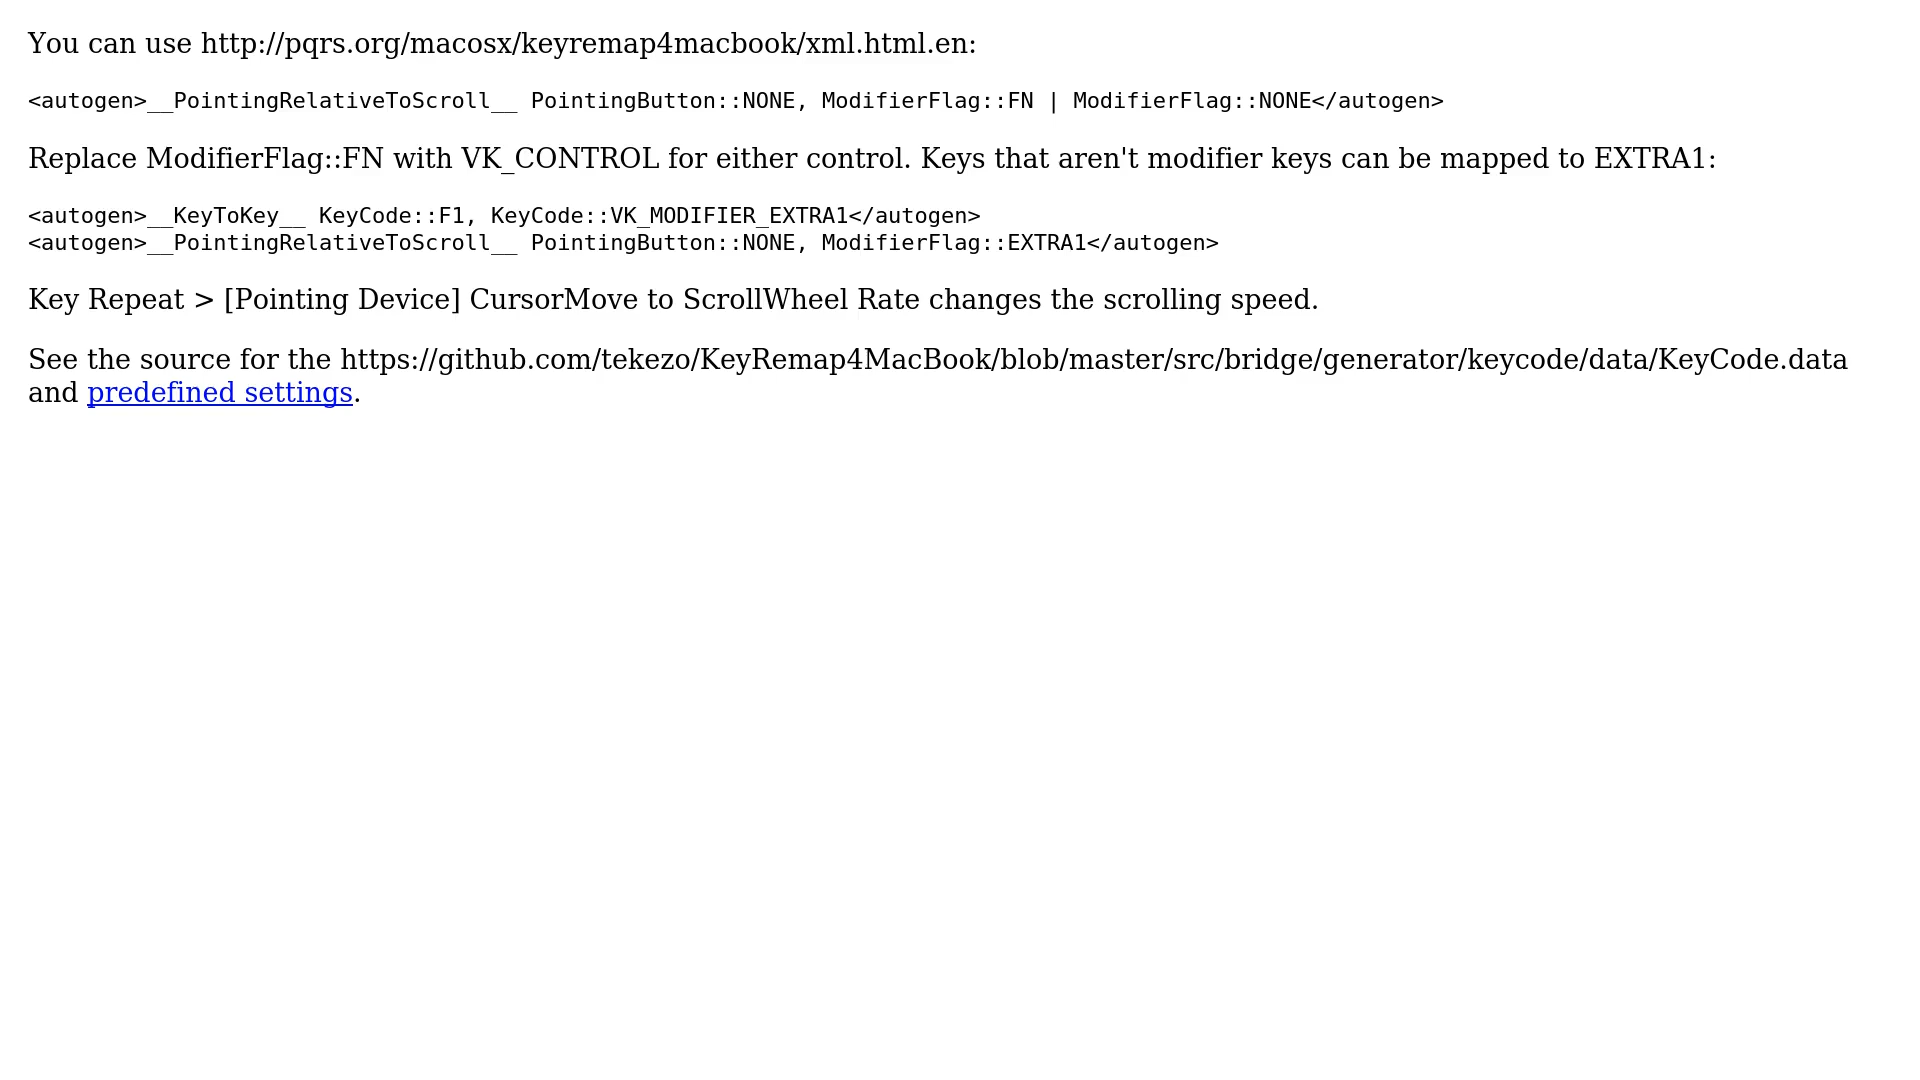 You can use http://pqrs.org/macosx/keyremap4macbook/xml.html.en:
<autogen>__PointingRelativeToScroll__ PointingButton::NONE, ModifierFlag::FN | ModifierFlag::NONE</autogen>
Replace ModifierFlag::FN with VK_CONTROL for either control. Keys that aren't modifier keys can be mapped to EXTRA1:
<autogen>__KeyToKey__ KeyCode::F1, KeyCode::VK_MODIFIER_EXTRA1</autogen>
<autogen>__PointingRelativeToScroll__ PointingButton::NONE, ModifierFlag::EXTRA1</autogen>
Key Repeat > [Pointing Device] CursorMove to ScrollWheel Rate changes the scrolling speed.
See the source for the https://github.com/tekezo/KeyRemap4MacBook/blob/master/src/bridge/generator/keycode/data/KeyCode.data
and predefined settings.